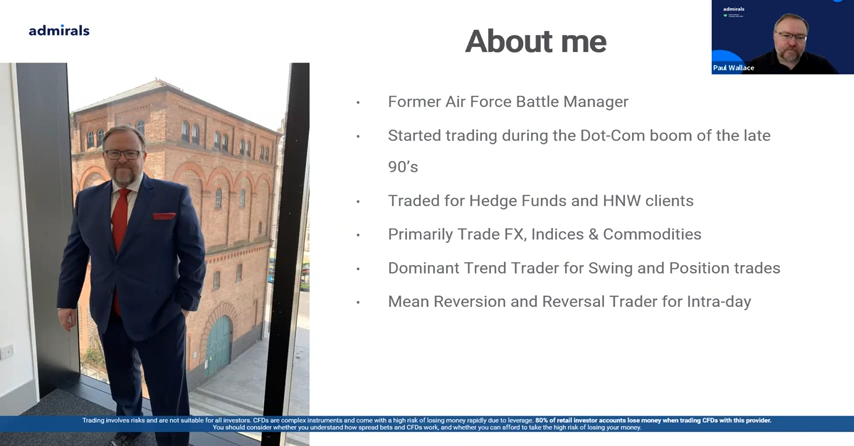 admirals
About me
admirals
Paul Wallace
• Former Air Force Battle Manager
• Started trading during the Dot-Com boom of the late
90’s
• Traded for Hedge Funds and HNW clients
• Primarily Trade FX, Indices & Commodities
• Dominant Trend Trader for Swing and Position trades
• Mean Reversion and Reversal Trader for Intra-day
Trading involves risks and are not suitable for all investors. CFDs are complex instruments and come with a high risk of losing money rapidly due to leverage. 80% of retail investor accounts lose money when trading CFDs with this provider.
You should consider whether you understand how spread bets and CFDs work, and whether you can afford to take the high risk of losing your money.